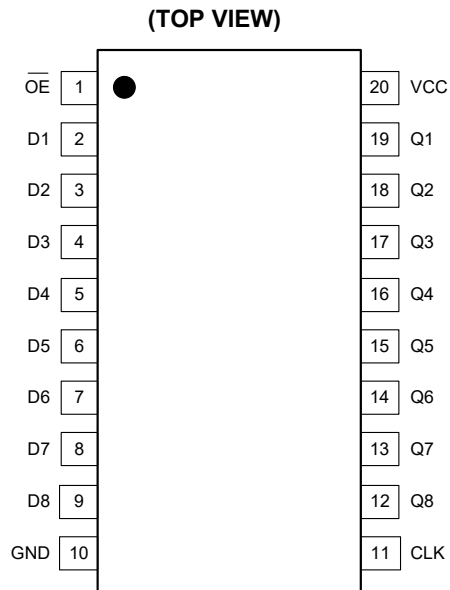 (TOP VIEW)
O̅E̅ 1 20 VCC
D1 2 19 Q1
D2 3 18 Q2
D3 4 17 Q3
D4 5 16 Q4
D5 6 15 Q5
D6 7 14 Q6
D7 8 13 Q7
D8 9 12 Q8
GND 10 11 CLK